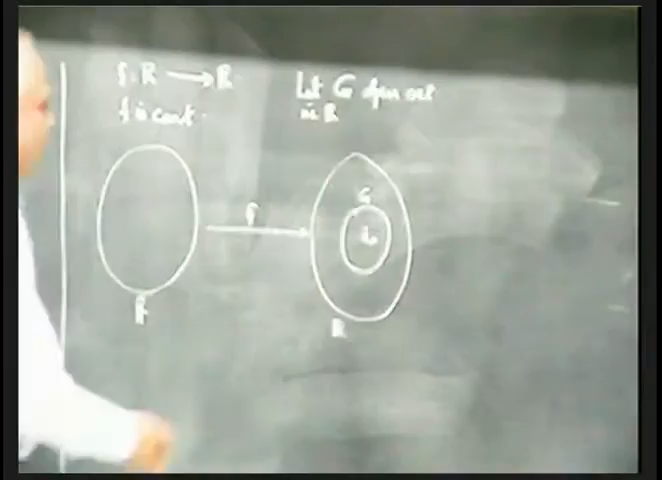 f: R → R
f is cont.
Let G open set
in R
f
G
R
R